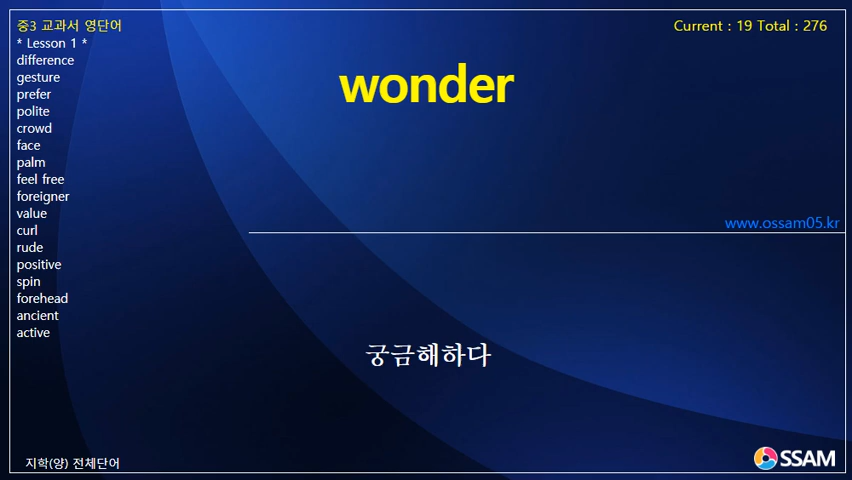 중3 교과서 영단어
Current : 19 Total : 276
* Lesson 1 *
difference
gesture
prefer
polite
crowd
face
palm
feel free
foreigner
value
curl
rude
positive
spin
forehead
ancient
active
wonder
www.ossam05.kr
궁금해하다
지학(양) 전체단어
OSSAM